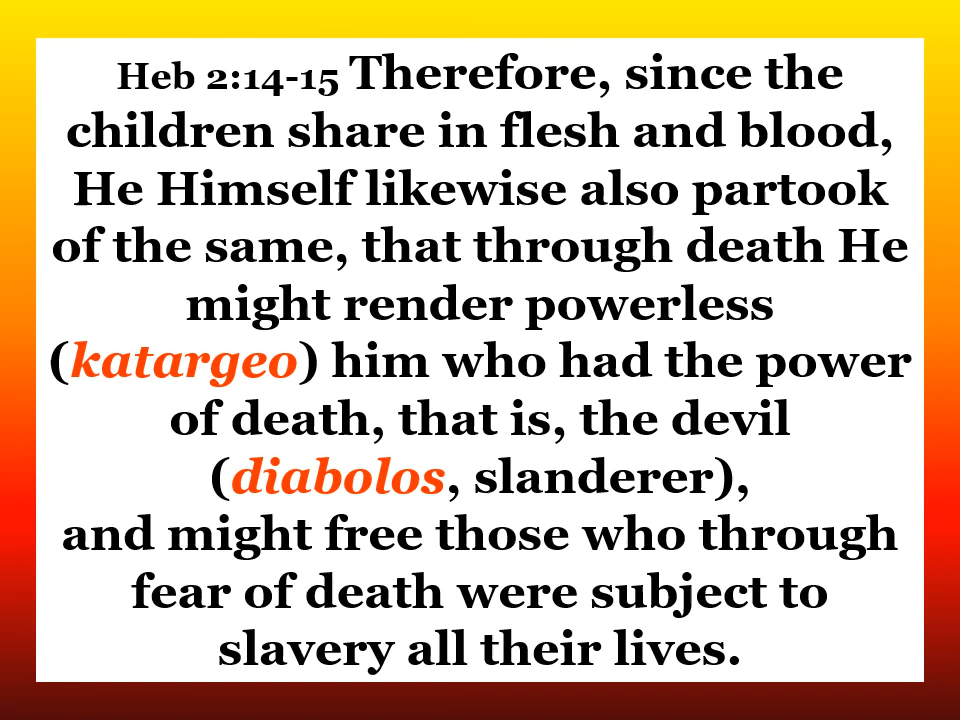 Heb 2:14-15 Therefore, since the
children share in flesh and blood,
He Himself likewise also partook
of the same, that through death He
might render powerless
(katargeo) him who had the power
of death, that is, the devil
(diabolos, slanderer),
and might free those who through
fear of death were subject to
slavery all their lives.